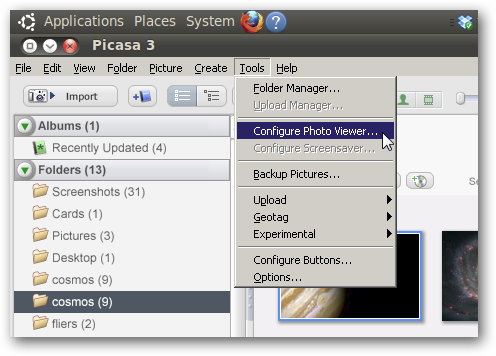 Applications Places System
Picasa 3
File Edit View Folder Picture Create Tools Help
Import
Folder Manager...
Upload Manager...
Configure Photo Viewer...
Configure Screensaver...
Backup Pictures...
Upload
Geotag
Experimental
Configure Buttons...
Options...
Albums (1)
Recently Updated (4)
Folders (13)
Screenshots (31)
Cards (1)
Pictures (3)
Desktop (1)
cosmos (9)
cosmos (9)
fliers (2)